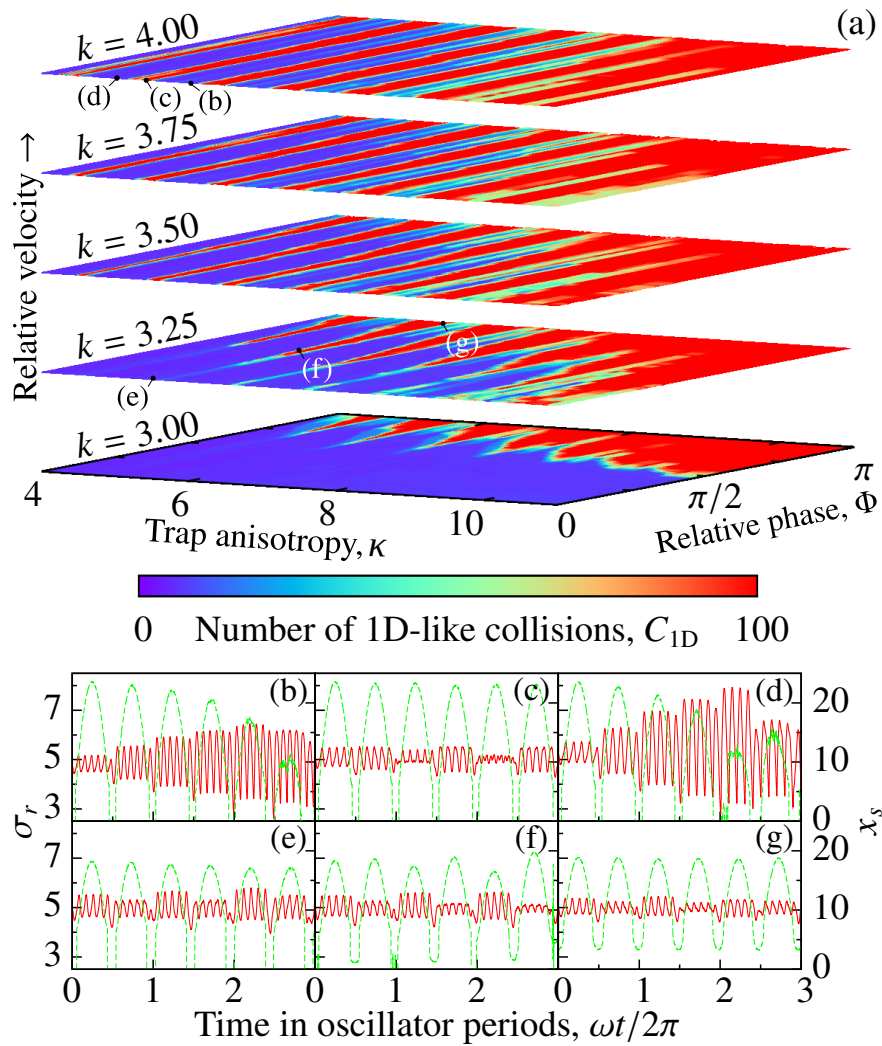 (a)
k = 4.00
(d)
(c)
(b)
k = 3.75
k = 3.50
k = 3.25
(e)
(f)
(g)
k = 3.00
Relative velocity →
4
6
8
10
0
π/2
π
Trap anisotropy, κ
Relative phase, Φ
0
Number of 1D-like collisions, C1D
100
(b)
(c)
(d)
7
5
3
σr
20
10
0
xs
(e)
(f)
(g)
7
5
3
20
10
0
0
1
2
0
1
2
0
1
2
3
Time in oscillator periods, ωt/2π